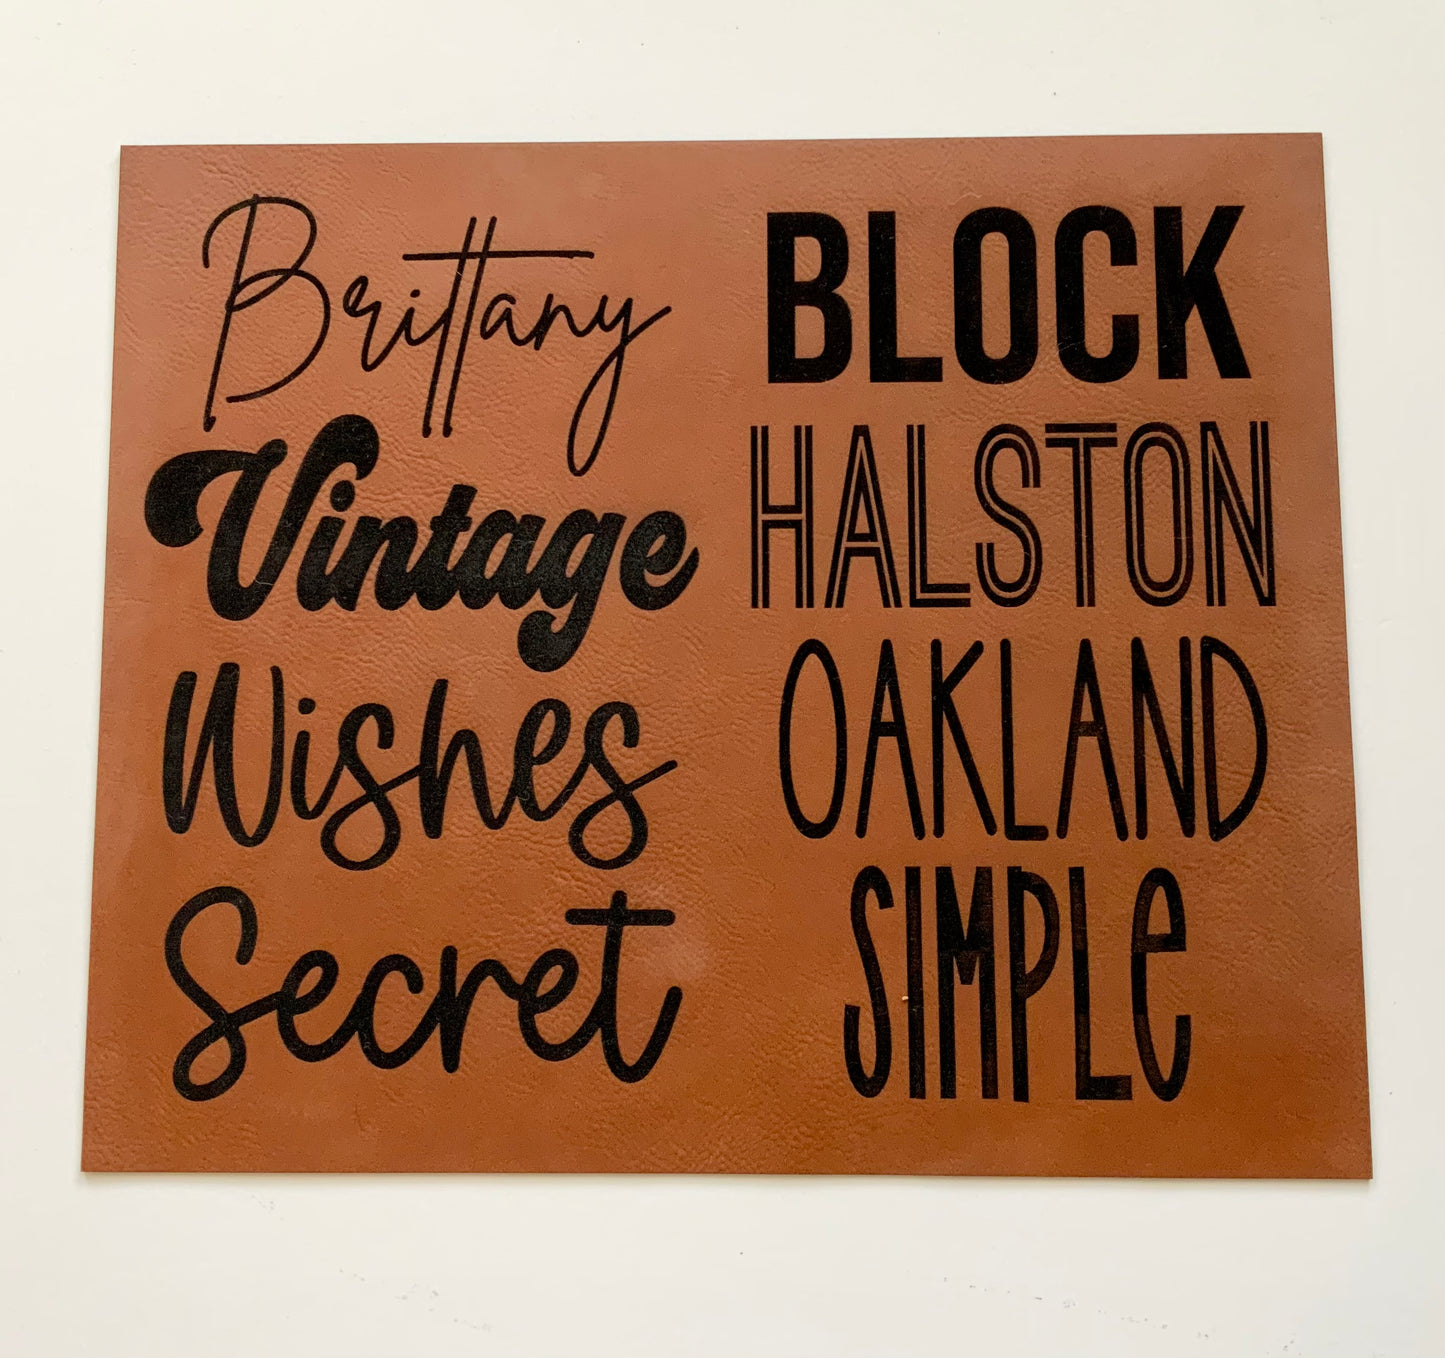 Brittany
Vintage
Wishes
Secret
BLOCK
HALSTON
OAKLAND
SIMPLe